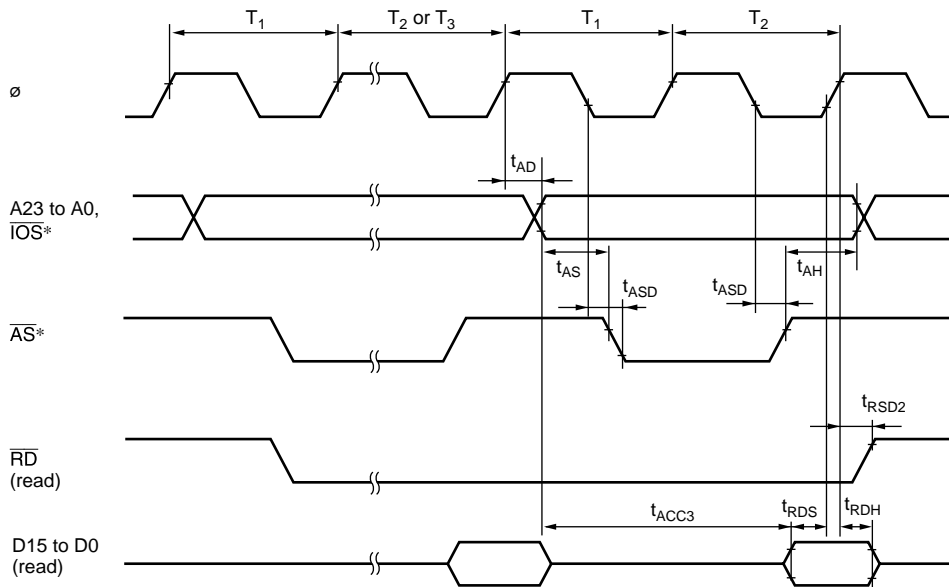 T1 T2 or T3 T1 T2
ø
tAD
A23 to A0,
IOS*
tAS tAH
tASD tASD
AS*
tRSD2
RD
(read)
tACC3 tRDS tRDH
D15 to D0
(read)